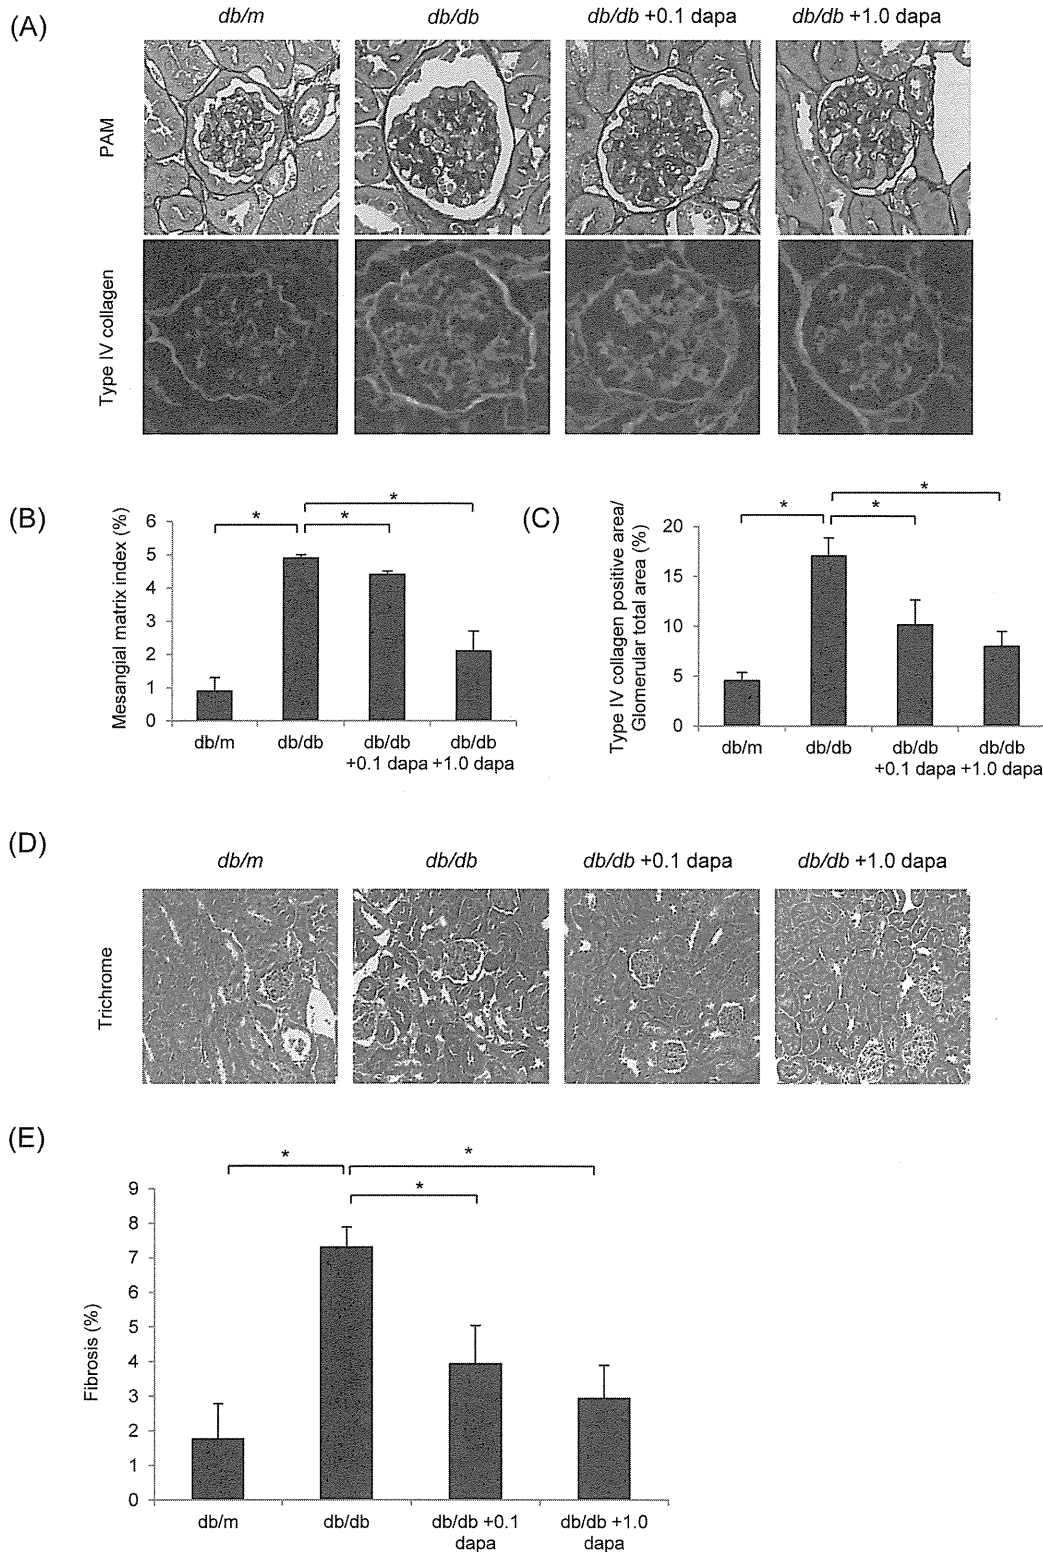 (A)
db/m
db/db
db/db +0.1 dapa
db/db +1.0 dapa
PAM
Type IV collagen
(B)
Mesangial matrix index (%)
6
5
4
3
2
1
0
*
*
*
db/m
db/db
db/db
+0.1 dapa
db/db
+1.0 dapa
(C)
Type IV collagen positive area/
Glomerular total area (%)
20
15
10
5
0
*
*
*
db/m
db/db
db/db
+0.1 dapa
db/db
+1.0 dapa
(D)
db/m
db/db
db/db +0.1 dapa
db/db +1.0 dapa
Trichrome
(E)
Fibrosis (%)
9
8
7
6
5
4
3
2
1
0
*
*
*
db/m
db/db
db/db +0.1
dapa
db/db +1.0
dapa